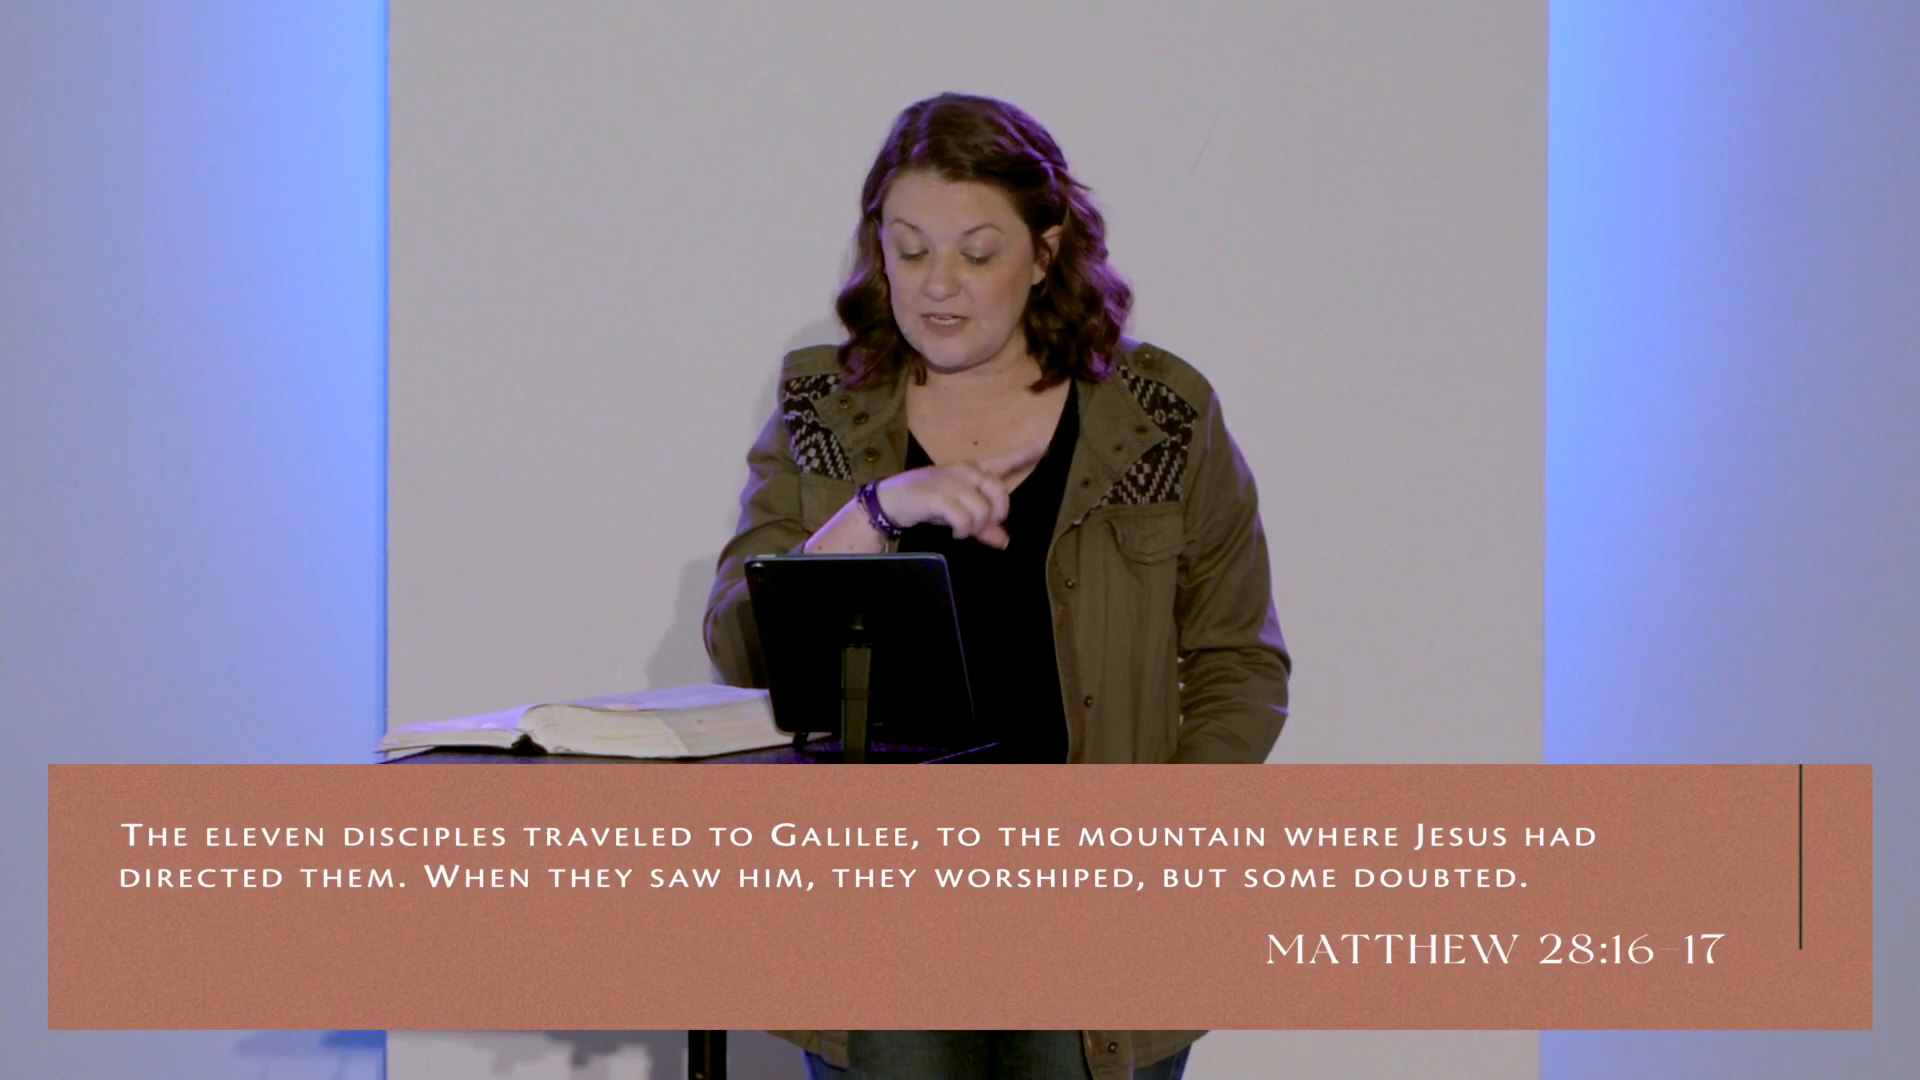 The eleven disciples traveled to Galilee, to the mountain where Jesus had
directed them. When they saw him, they worshiped, but some doubted.
MATTHEW 28:16-17